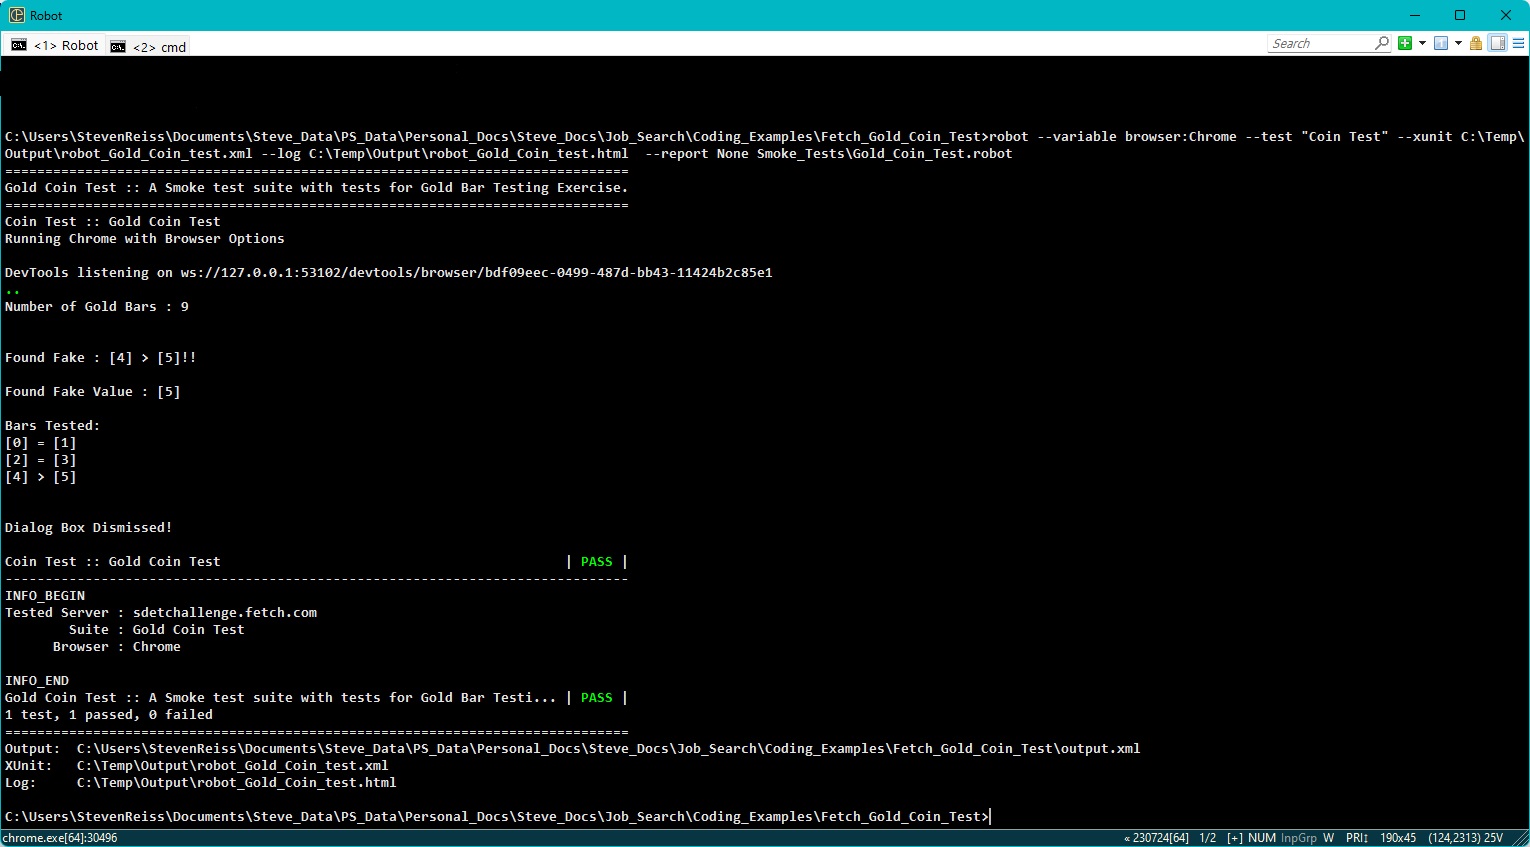 Robot
<1> Robot
<2> cmd
Search
C:\Users\StevenReiss\Documents\Steve_Data\PS_Data\Personal_Docs\Steve_Docs\Job_Search\Coding_Examples\Fetch_Gold_Coin_Test>robot --variable browser:Chrome --test "Coin Test" --xunit C:\Temp\
Output\robot_Gold_Coin_test.xml --log C:\Temp\Output\robot_Gold_Coin_test.html  --report None Smoke_Tests\Gold_Coin_Test.robot
==============================================================================
Gold Coin Test :: A Smoke test suite with tests for Gold Bar Testing Exercise.
==============================================================================
Coin Test :: Gold Coin Test
Running Chrome with Browser Options
DevTools listening on ws://127.0.0.1:53102/devtools/browser/bdf09eec-0499-487d-bb43-11424b2c85e1
..
Number of Gold Bars : 9
Found Fake : [4] > [5]!!
Found Fake Value : [5]
Bars Tested:
[0] = [1]
[2] = [3]
[4] > [5]
Dialog Box Dismissed!
Coin Test :: Gold Coin Test                                           | PASS |
------------------------------------------------------------------------------
INFO_BEGIN
Tested Server : sdetchallenge.fetch.com
        Suite : Gold Coin Test
      Browser : Chrome
INFO_END
Gold Coin Test :: A Smoke test suite with tests for Gold Bar Testi... | PASS |
1 test, 1 passed, 0 failed
==============================================================================
Output:  C:\Users\StevenReiss\Documents\Steve_Data\PS_Data\Personal_Docs\Steve_Docs\Job_Search\Coding_Examples\Fetch_Gold_Coin_Test\output.xml
XUnit:   C:\Temp\Output\robot_Gold_Coin_test.xml
Log:     C:\Temp\Output\robot_Gold_Coin_test.html
C:\Users\StevenReiss\Documents\Steve_Data\PS_Data\Personal_Docs\Steve_Docs\Job_Search\Coding_Examples\Fetch_Gold_Coin_Test>
chrome.exe[64]:30496
« 230724[64] 1/2 [+] NUM InpGrp W PRI↕ 190x45 (124,2313) 25V